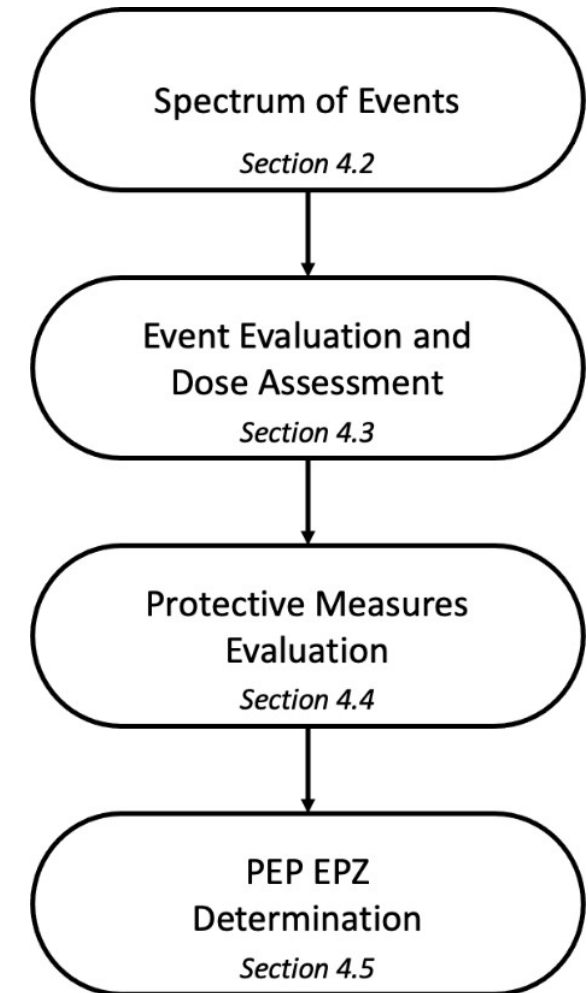 Spectrum of Events
Section 4.2
Event Evaluation and
Dose Assessment
Section 4.3
Protective Measures
Evaluation
Section 4.4
PEP EPZ
Determination
Section 4.5